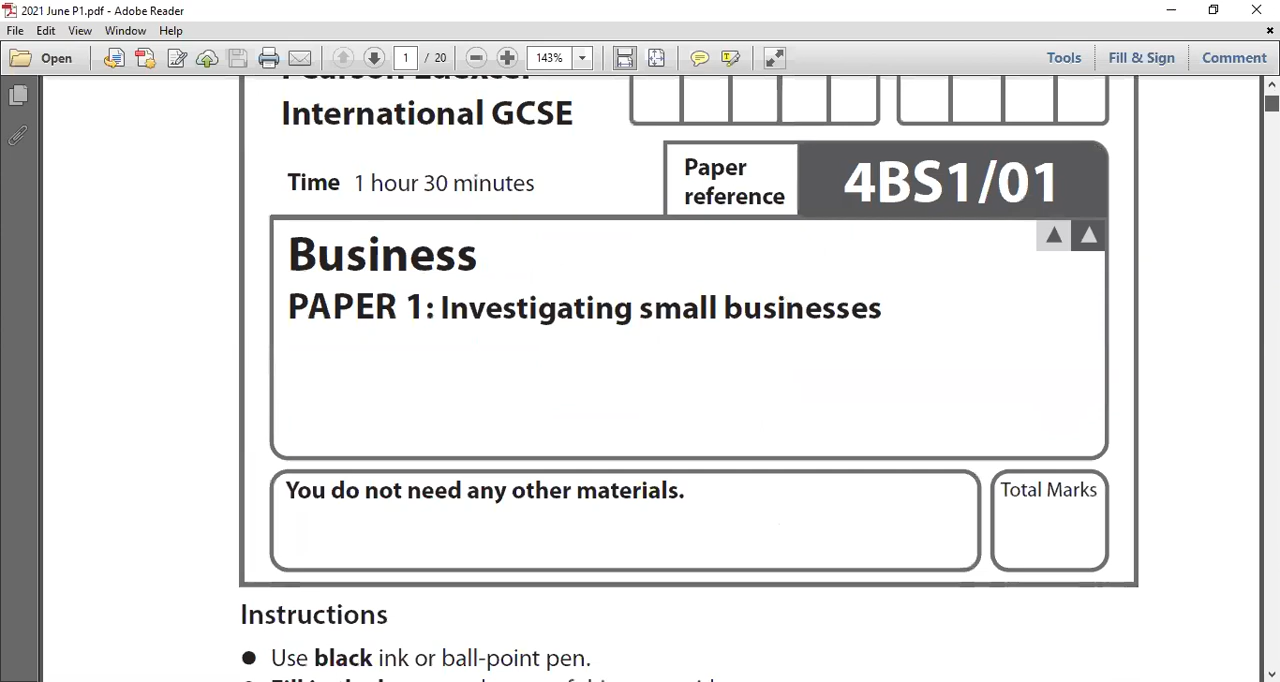 2021 June P1.pdf - Adobe Reader
File Edit View Window Help
Open 1 / 20 143% Tools Fill & Sign Comment
Pearson Edexcel
International GCSE
Time 1 hour 30 minutes
Paper
reference
4BS1/01
Business
PAPER 1: Investigating small businesses
You do not need any other materials.
Total Marks
Instructions
● Use black ink or ball-point pen.